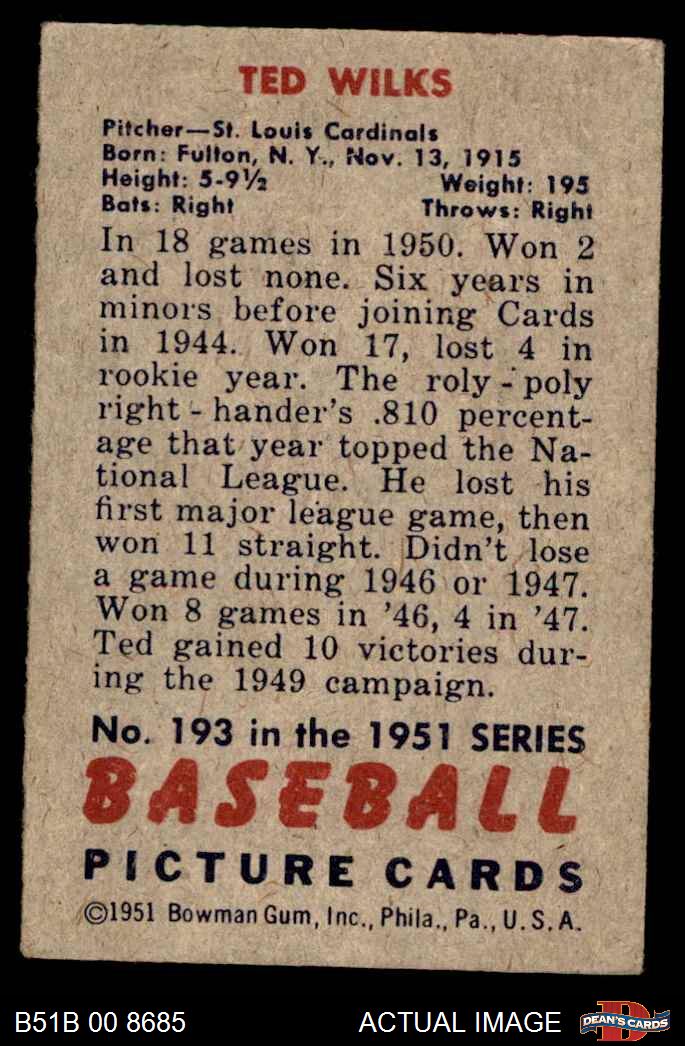 TED WILKS
Pitcher—St. Louis Cardinals
Born: Fulton, N. Y., Nov. 13, 1915
Height: 5-9½ Weight: 195
Bats: Right Throws: Right
In 18 games in 1950. Won 2
and lost none. Six years in
minors before joining Cards
in 1944. Won 17, lost 4 in
rookie year. The roly-poly
right-hander's .810 percent-
age that year topped the Na-
tional League. He lost his
first major league game, then
won 11 straight. Didn't lose
a game during 1946 or 1947.
Won 8 games in '46, 4 in '47.
Ted gained 10 victories dur-
ing the 1949 campaign.
No. 193 in the 1951 SERIES
BASEBALL
PICTURE CARDS
©1951 Bowman Gum, Inc., Phila., Pa., U.S.A.
B51B 00 8685 ACTUAL IMAGE
D
DEAN'S CARDS